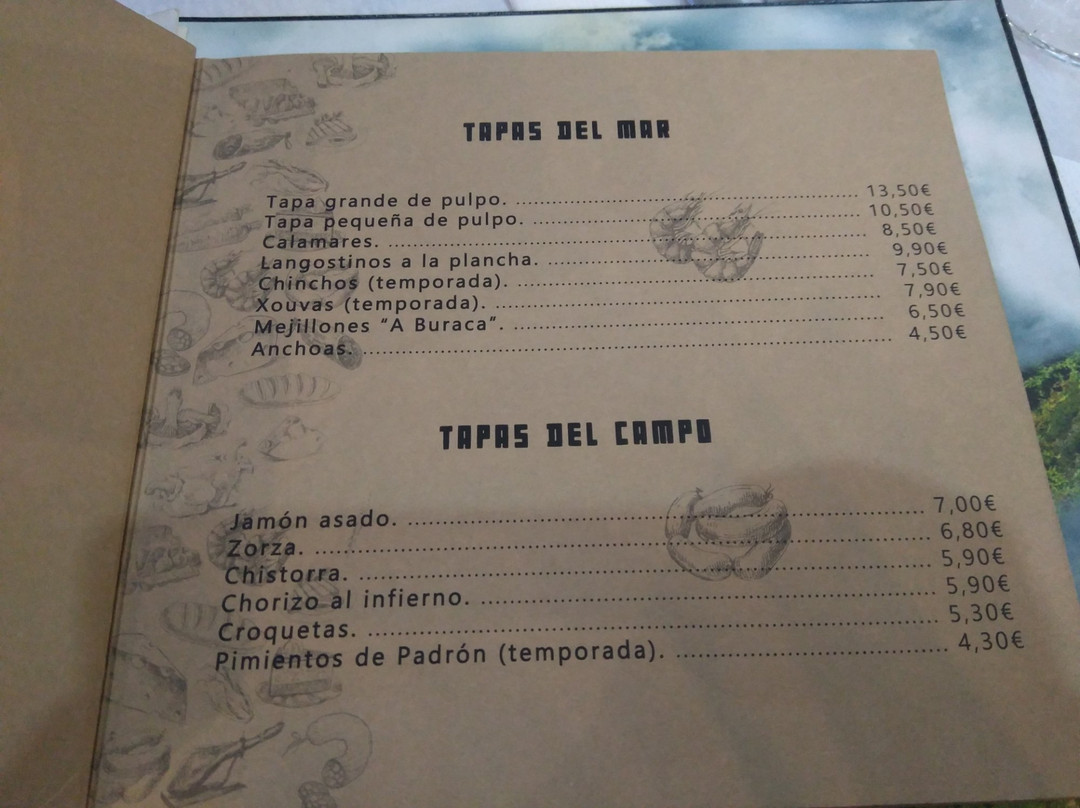 TAPAS DEL MAR
Tapa grande de pulpo. 13,50€
Tapa pequeña de pulpo. 10,50€
Calamares. 8,50€
Langostinos a la plancha. 9,90€
Chinchos (temporada). 7,50€
Xouvas (temporada). 7,90€
Mejillones “A Buraca”. 6,50€
Anchoas. 4,50€
TAPAS DEL CAMPO
Jamón asado. 7,00€
Zorza. 6,80€
Chistorra. 5,90€
Chorizo al infierno. 5,90€
Croquetas. 5,30€
Pimientos de Padrón (temporada). 4,30€